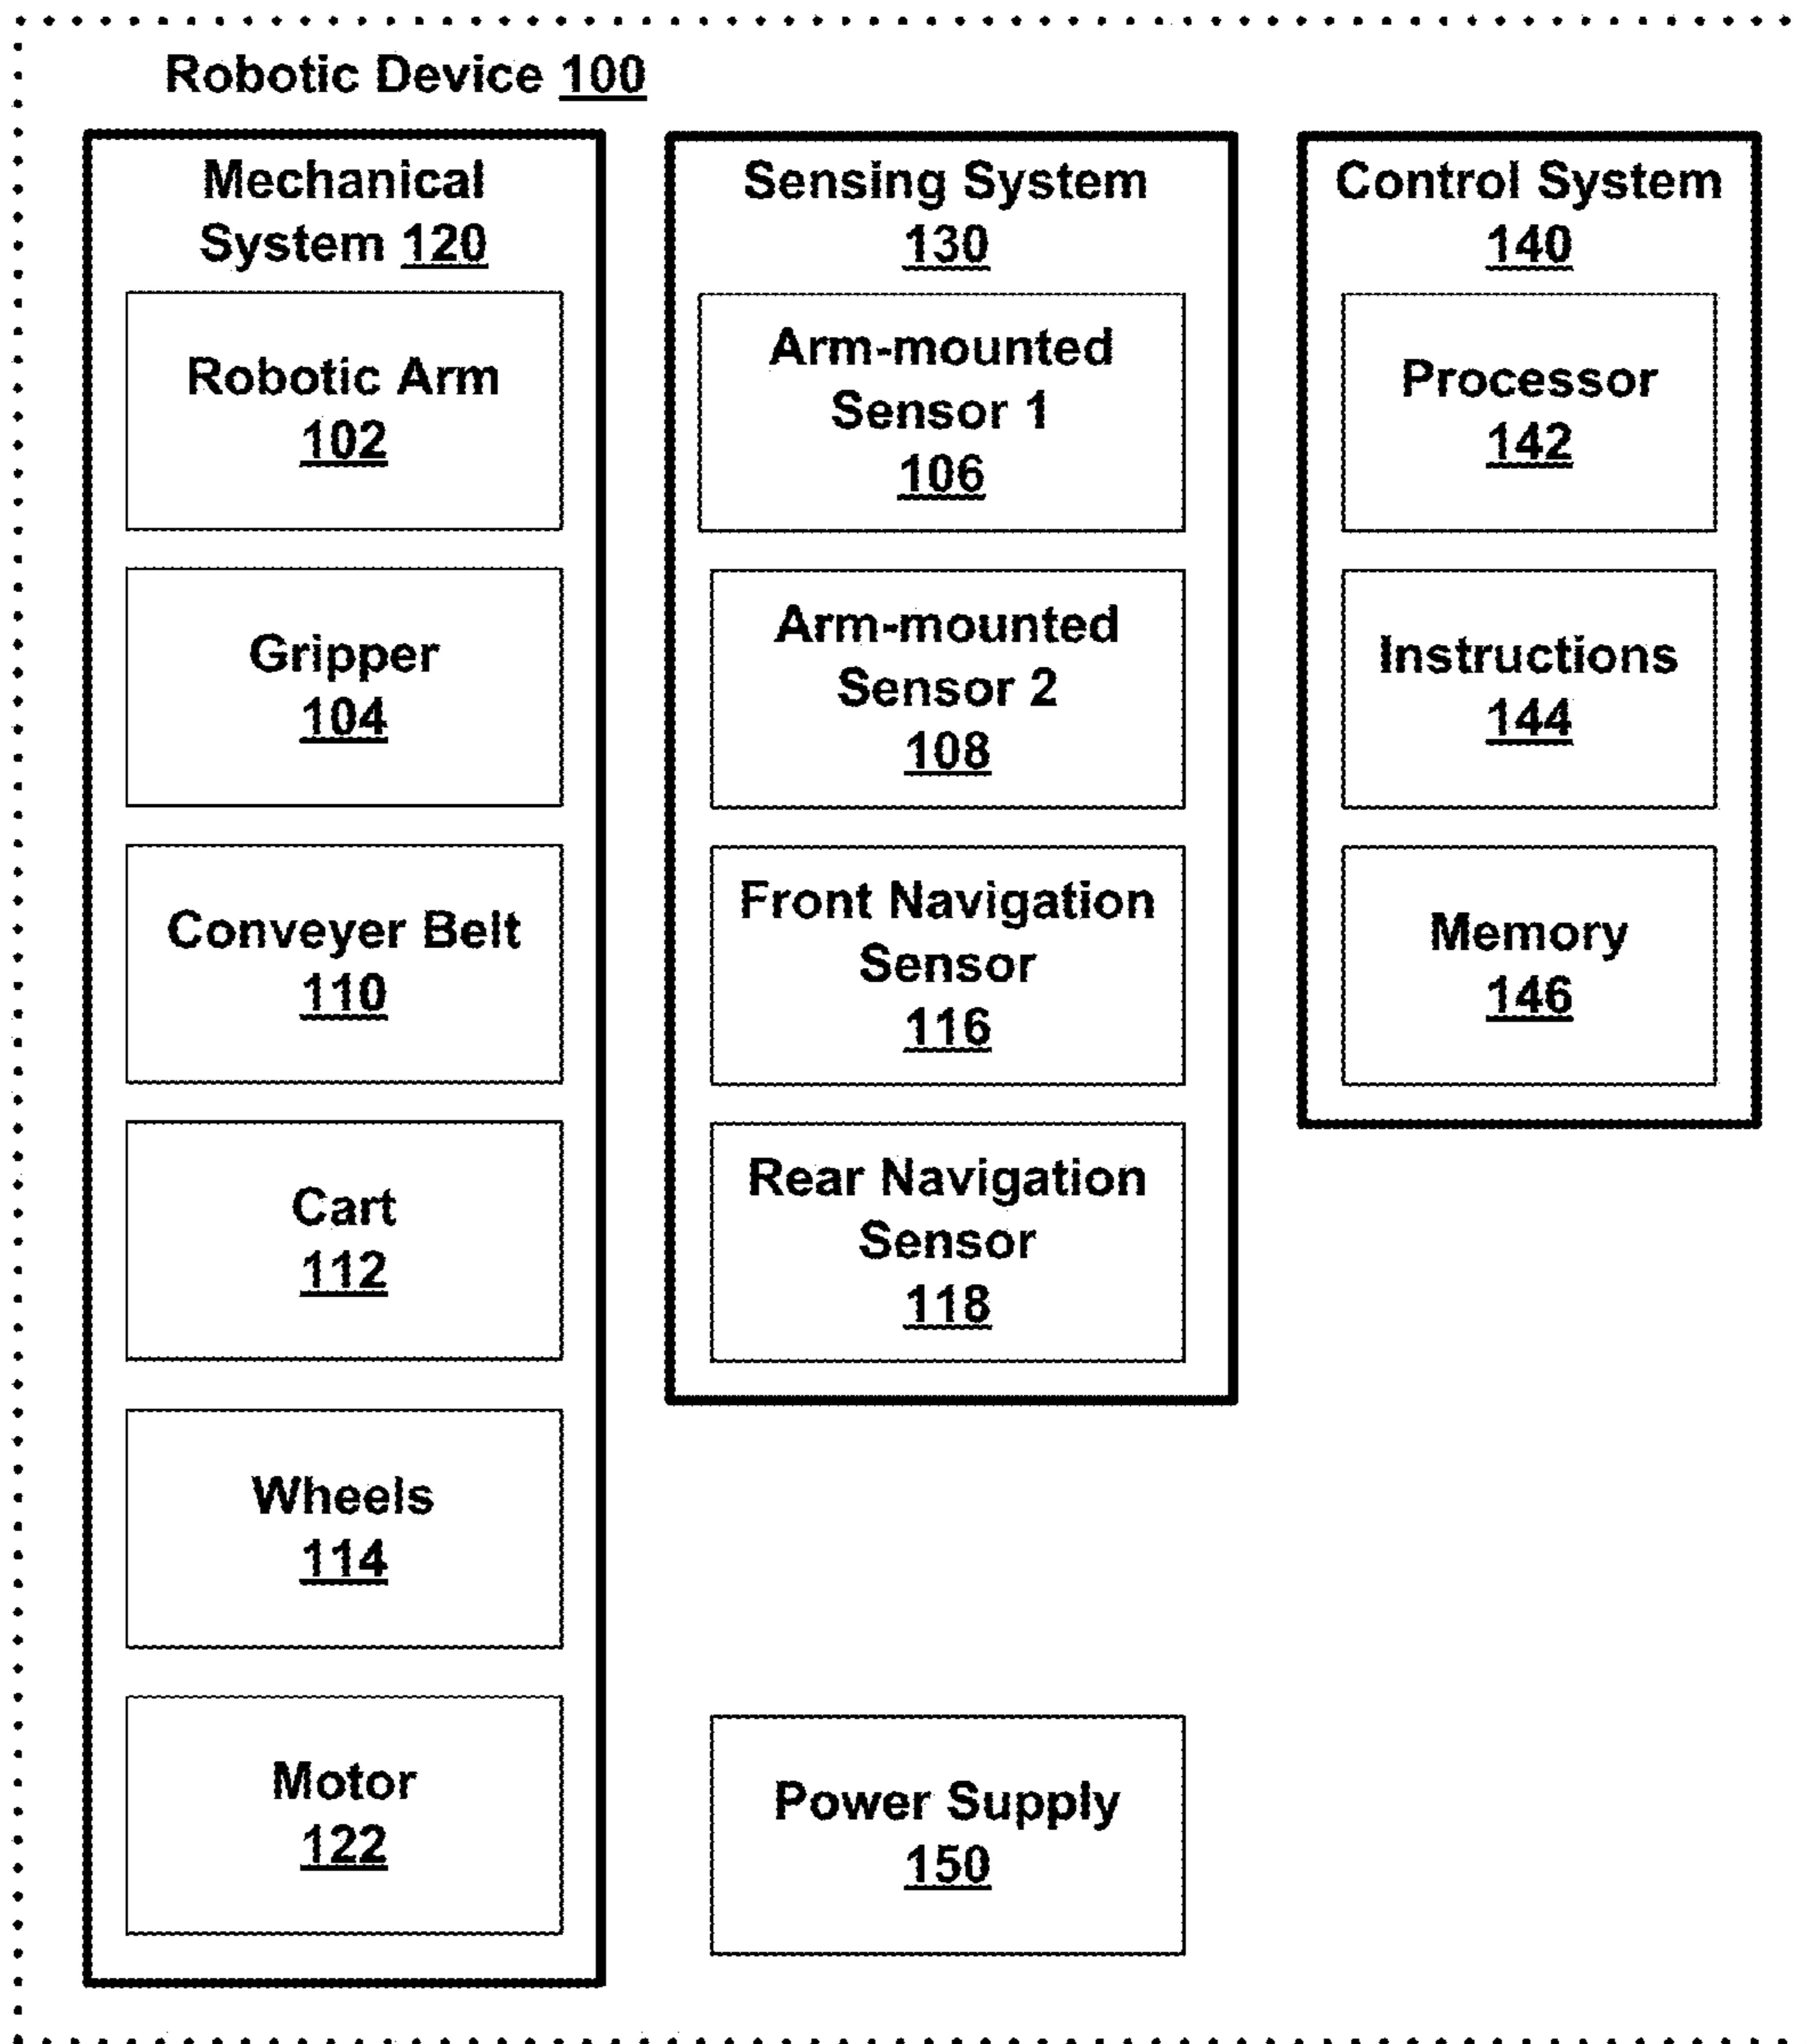 Robotic Device 100
Mechanical
System 120
Robotic Arm
102
Gripper
104
Conveyer Belt
110
Cart
112
Wheels
114
Motor
122
Sensing System
130
Arm-mounted
Sensor 1
106
Arm-mounted
Sensor 2
108
Front Navigation
Sensor
116
Rear Navigation
Sensor
118
Power Supply
150
Control System
140
Processor
142
Instructions
144
Memory
146